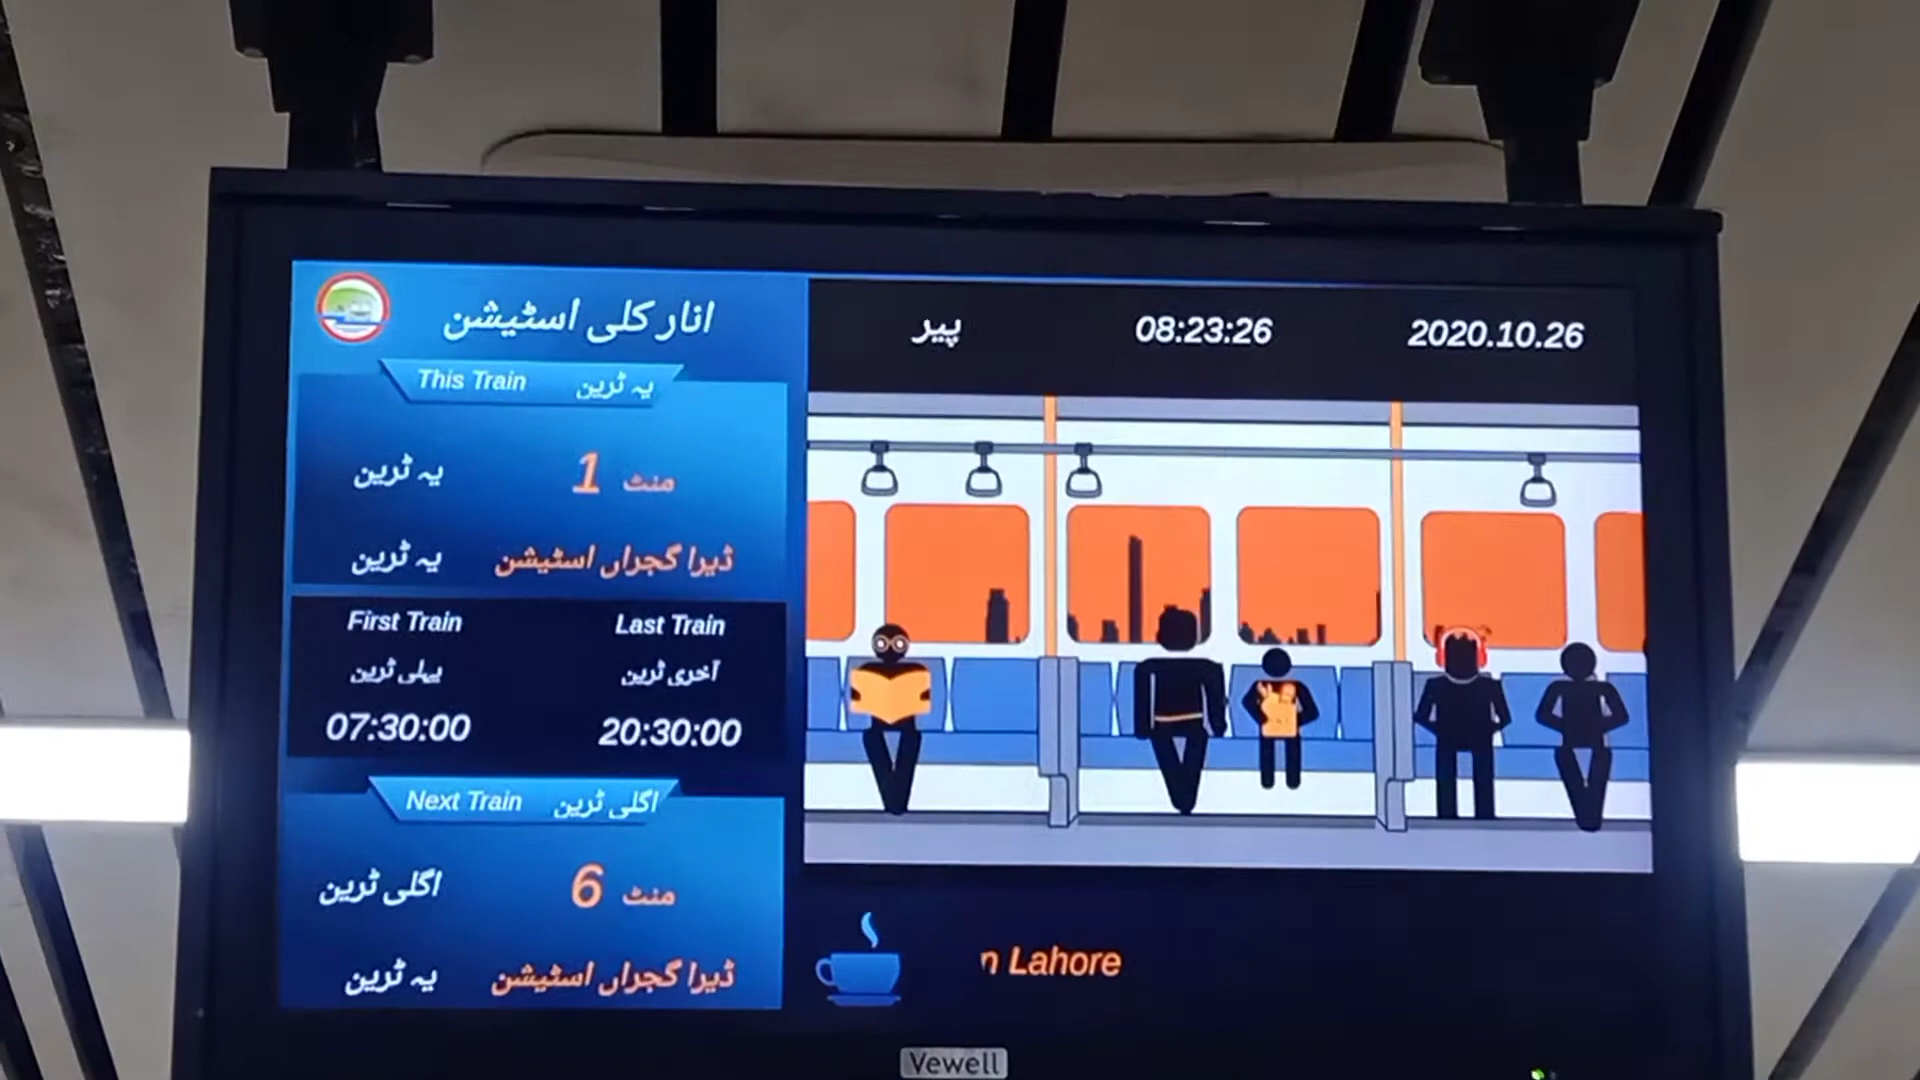 انارکلی اسٹیشن
This Train یہ ٹرین
یہ ٹرین 1 منٹ
یہ ٹرین ڈیرا گجراں اسٹیشن
First Train Last Train
پہلی ٹرین آخری ٹرین
07:30:00 20:30:00
Next Train اگلی ٹرین
اگلی ٹرین 6 منٹ
یہ ٹرین ڈیرا گجراں اسٹیشن
پیر 08:23:26 2020.10.26
n Lahore
Vewell